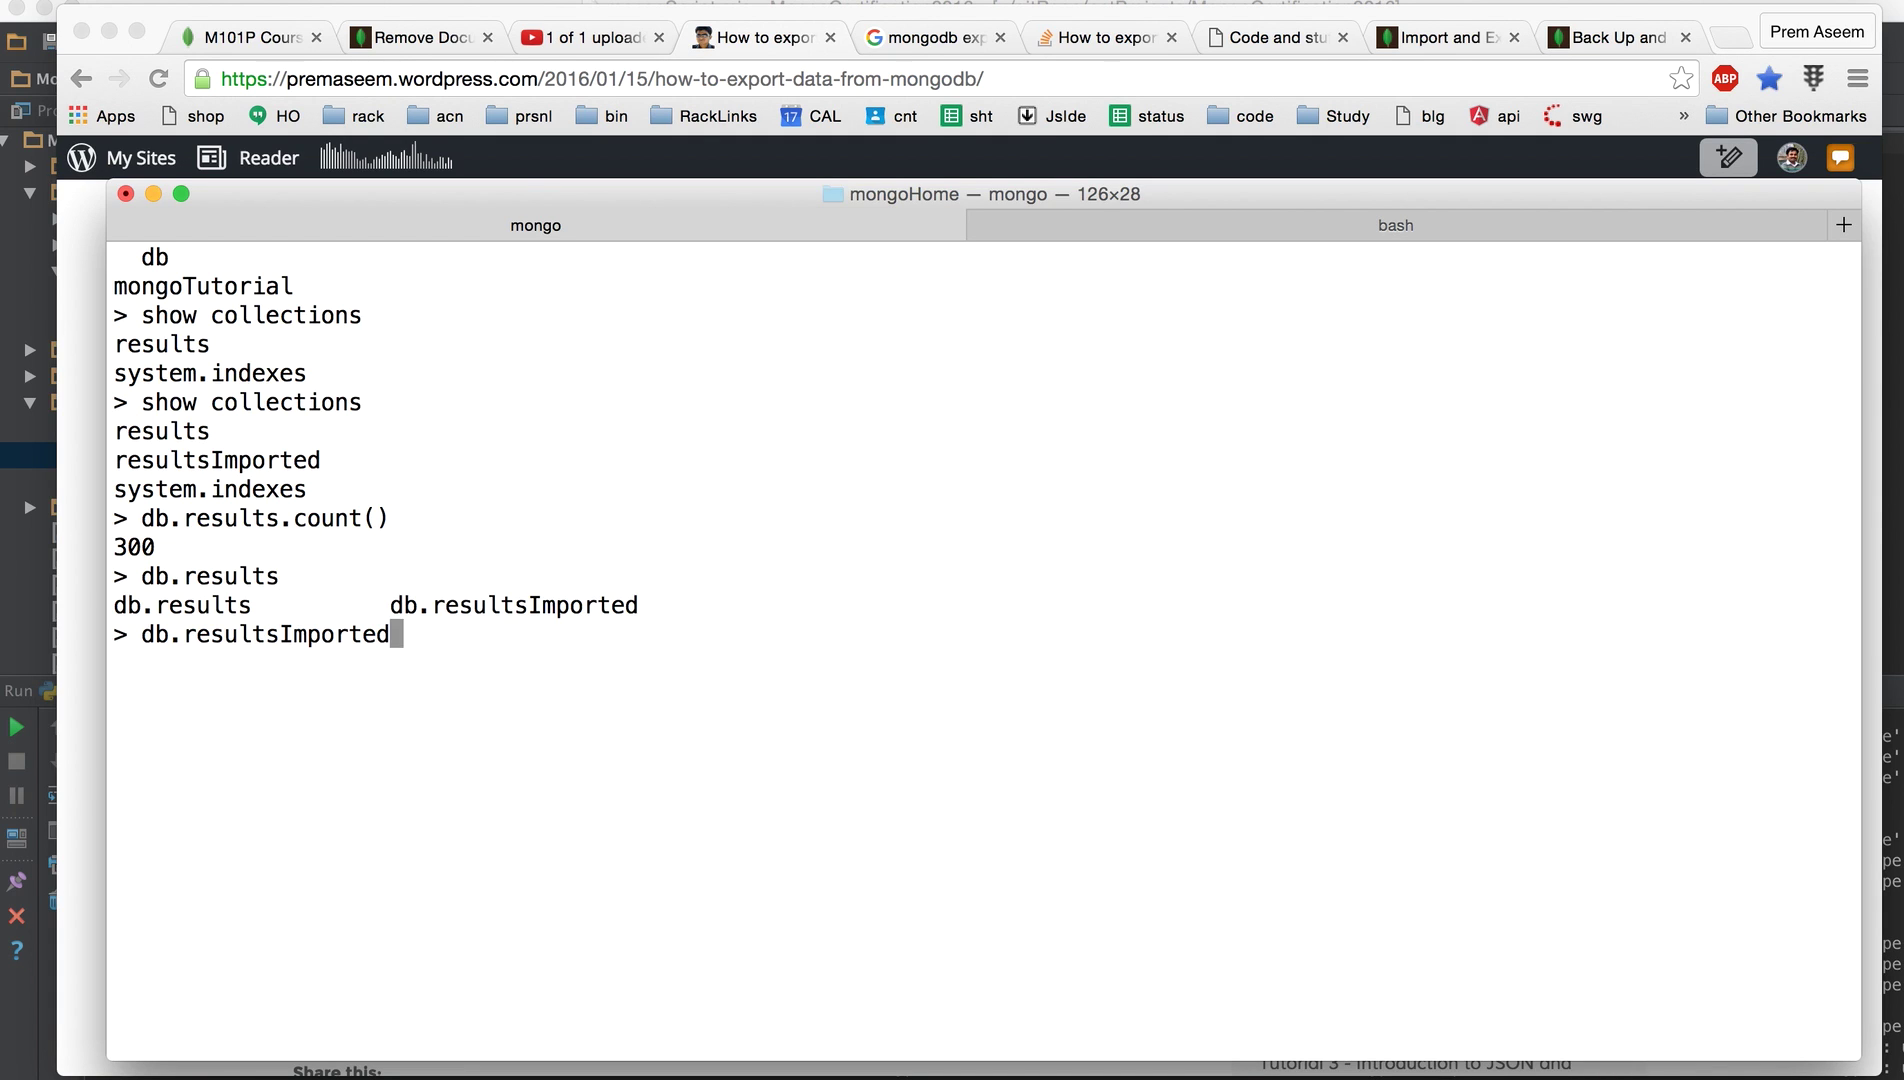 M101P Cours
Remove Docu
1 of 1 upload
How to expor
mongodb exp
How to expor
Code and stu
Import and Ex
Back Up and
Prem Aseem
https://premaseem.wordpress.com/2016/01/15/how-to-export-data-from-mongodb/
ABP
Apps
shop
HO
rack
acn
prsnl
bin
RackLinks
17 CAL
cnt
sht
JsIde
status
code
Study
blg
api
swg
» Other Bookmarks
My Sites
Reader
mongoHome — mongo — 126×28
mongo
bash
db
mongoTutorial
> show collections
results
system.indexes
> show collections
results
resultsImported
system.indexes
> db.results.count()
300
> db.results
db.results db.resultsImported
> db.resultsImported
Run
Share this:
Tutorial 3 - Introduction to JSON and